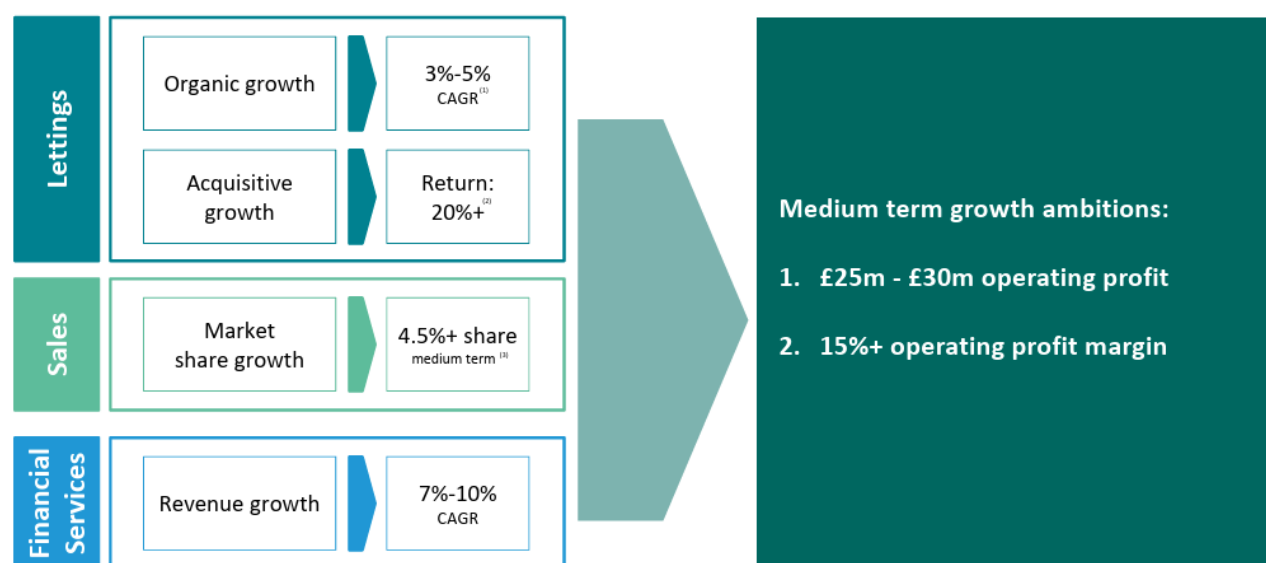 Lettings
Organic growth
3%-5%
CAGR(1)
Acquisitive
growth
Return:
20%+(2)
Sales
Market
share growth
4.5%+ share
medium term (3)
Financial
Services
Revenue growth
7%-10%
CAGR
Medium term growth ambitions:
1. £25m - £30m operating profit
2. 15%+ operating profit margin